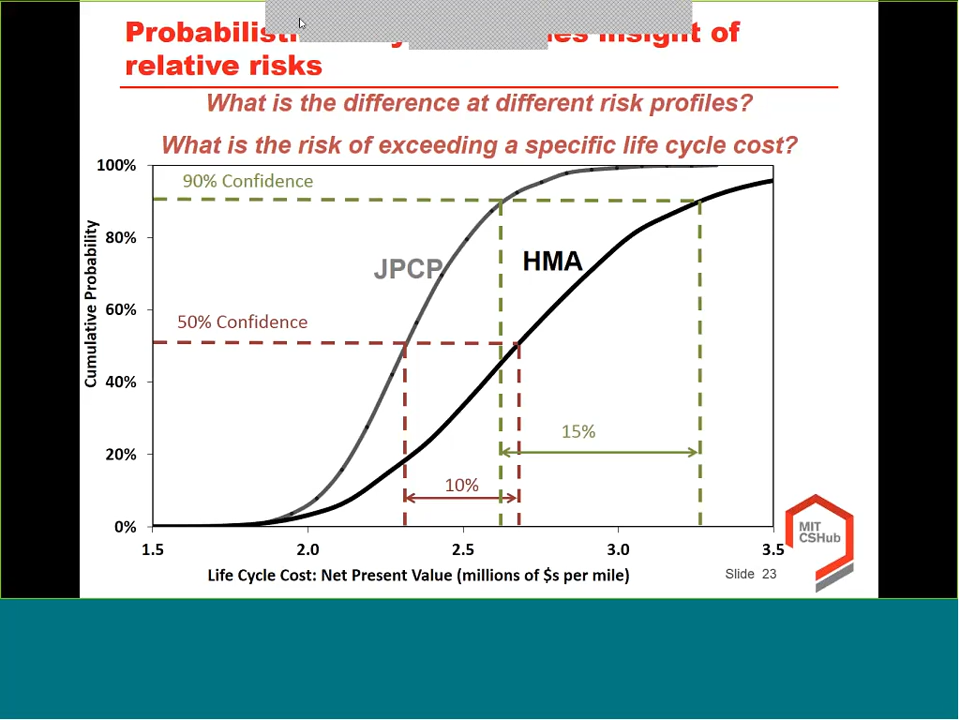 relative risks
What is the difference at different risk profiles?
What is the risk of exceeding a specific life cycle cost?
100%
90% Confidence
80%
JPCP
HMA
60%
50% Confidence
Cumulative Probability
40%
15%
20%
10%
0%
1.5 2.0 2.5 3.0 3.5
MIT
CSHub
Life Cycle Cost: Net Present Value (millions of $s per mile)
Slide 23